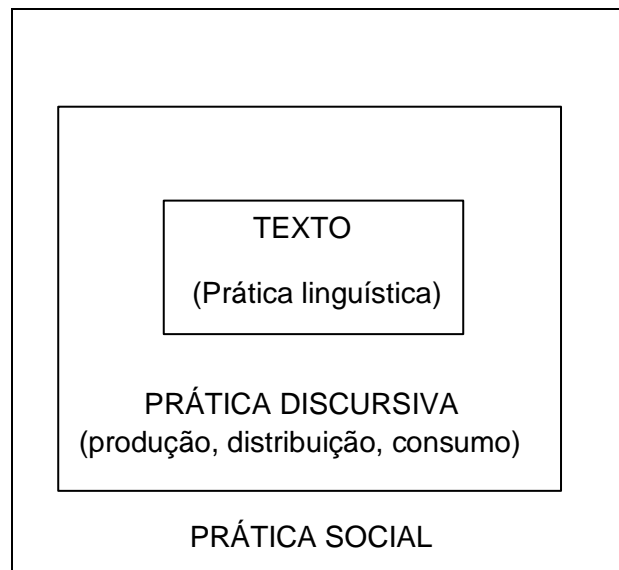 TEXTO
(Prática linguística)
PRÁTICA DISCURSIVA
(produção, distribuição, consumo)
PRÁTICA SOCIAL